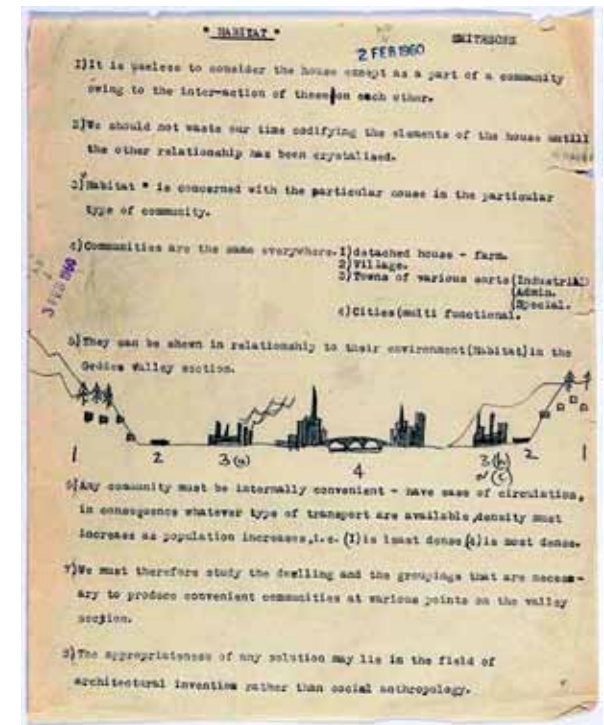 " HABITAT "
SMITHSONS
2 FEB 1960
1)It is useless to consider the house except as a part of a community
owing to the inter-action of these on each other.
2)We should not waste our time codifying the elements of the house untill
the other relationship has been crystalised.
3)"Habitat " is concerned with the particular house in the particular
type of community.
4)Communities are the same everywhere.1)detached house - farm.
2)Village.
3)Towns of various sorts(Industrial)
(Admin.
(Special.
4)Cities(multi functional.
3 FEB 1960
5)They can be shewn in relationship to their environment(Habitat)in the
Geddes Valley section.
1 2 3(a) 4 3(b) 2 1
(c)
6)Any community must be internally convenient - have ease of circulation,
in consequence whatever type of transport are available,density must
increase as population increases,i.e.(1)is least dense,(4)is most dense.
7)We must therefore study the dwelling and the groupings that are necess-
ary to produce convenient communities at various points on the valley
section.
8)The appropriateness of any solution may lie in the field of
architectural invention rather than social anthropology.